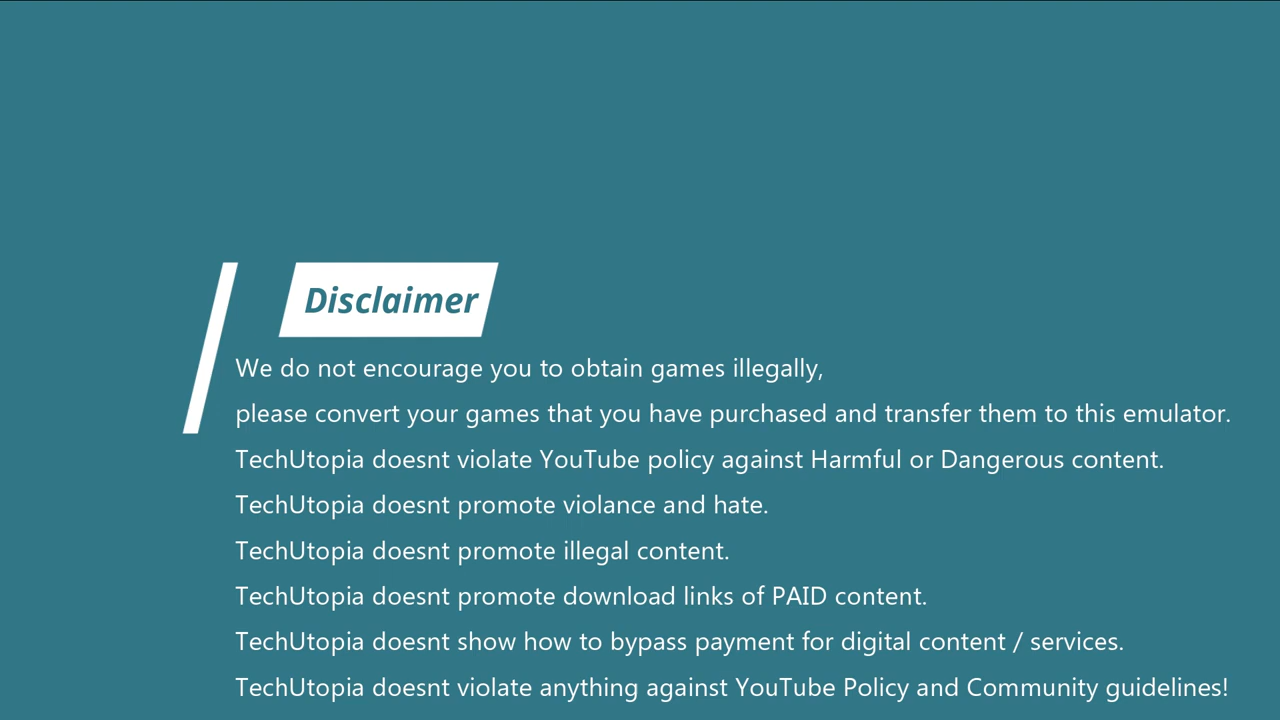 Disclaimer
We do not encourage you to obtain games illegally,
please convert your games that you have purchased and transfer them to this emulator.
TechUtopia doesnt violate YouTube policy against Harmful or Dangerous content.
TechUtopia doesnt promote violance and hate.
TechUtopia doesnt promote illegal content.
TechUtopia doesnt promote download links of PAID content.
TechUtopia doesnt show how to bypass payment for digital content / services.
TechUtopia doesnt violate anything against YouTube Policy and Community guidelines!